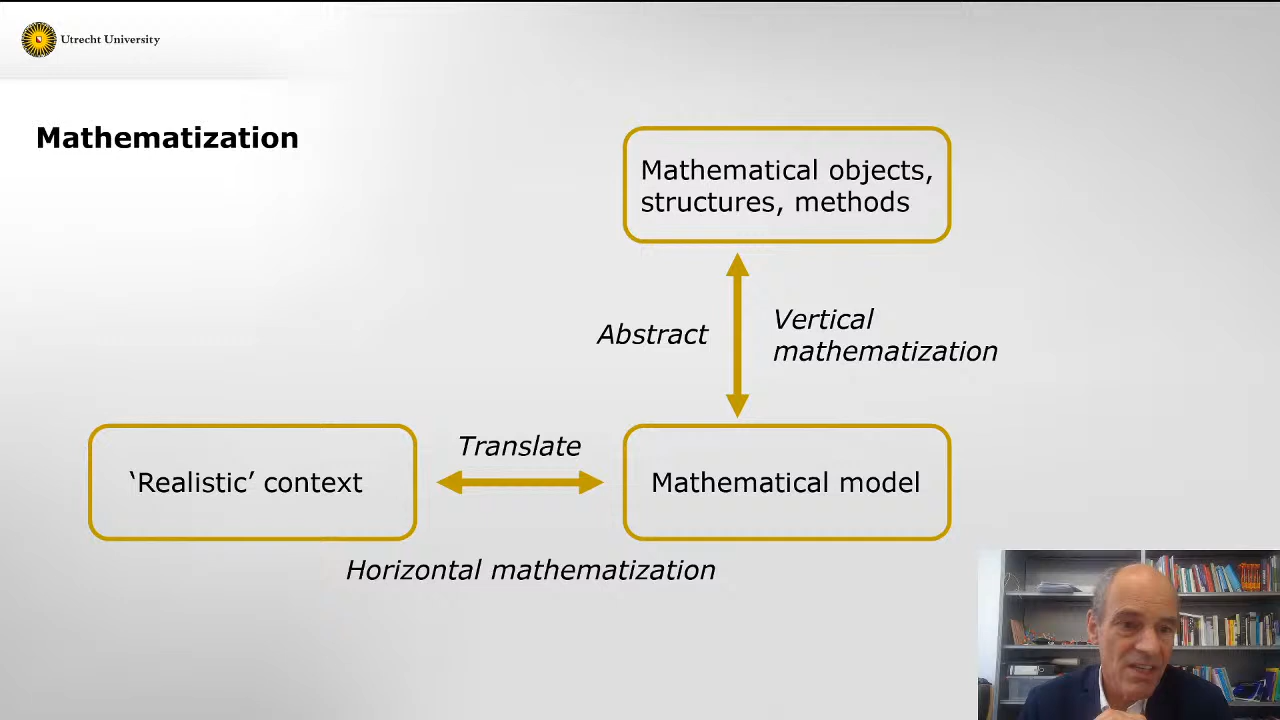 Utrecht University
Mathematization
Mathematical objects,
structures, methods
Abstract
Vertical
mathematization
Translate
‘Realistic’ context
Mathematical model
Horizontal mathematization